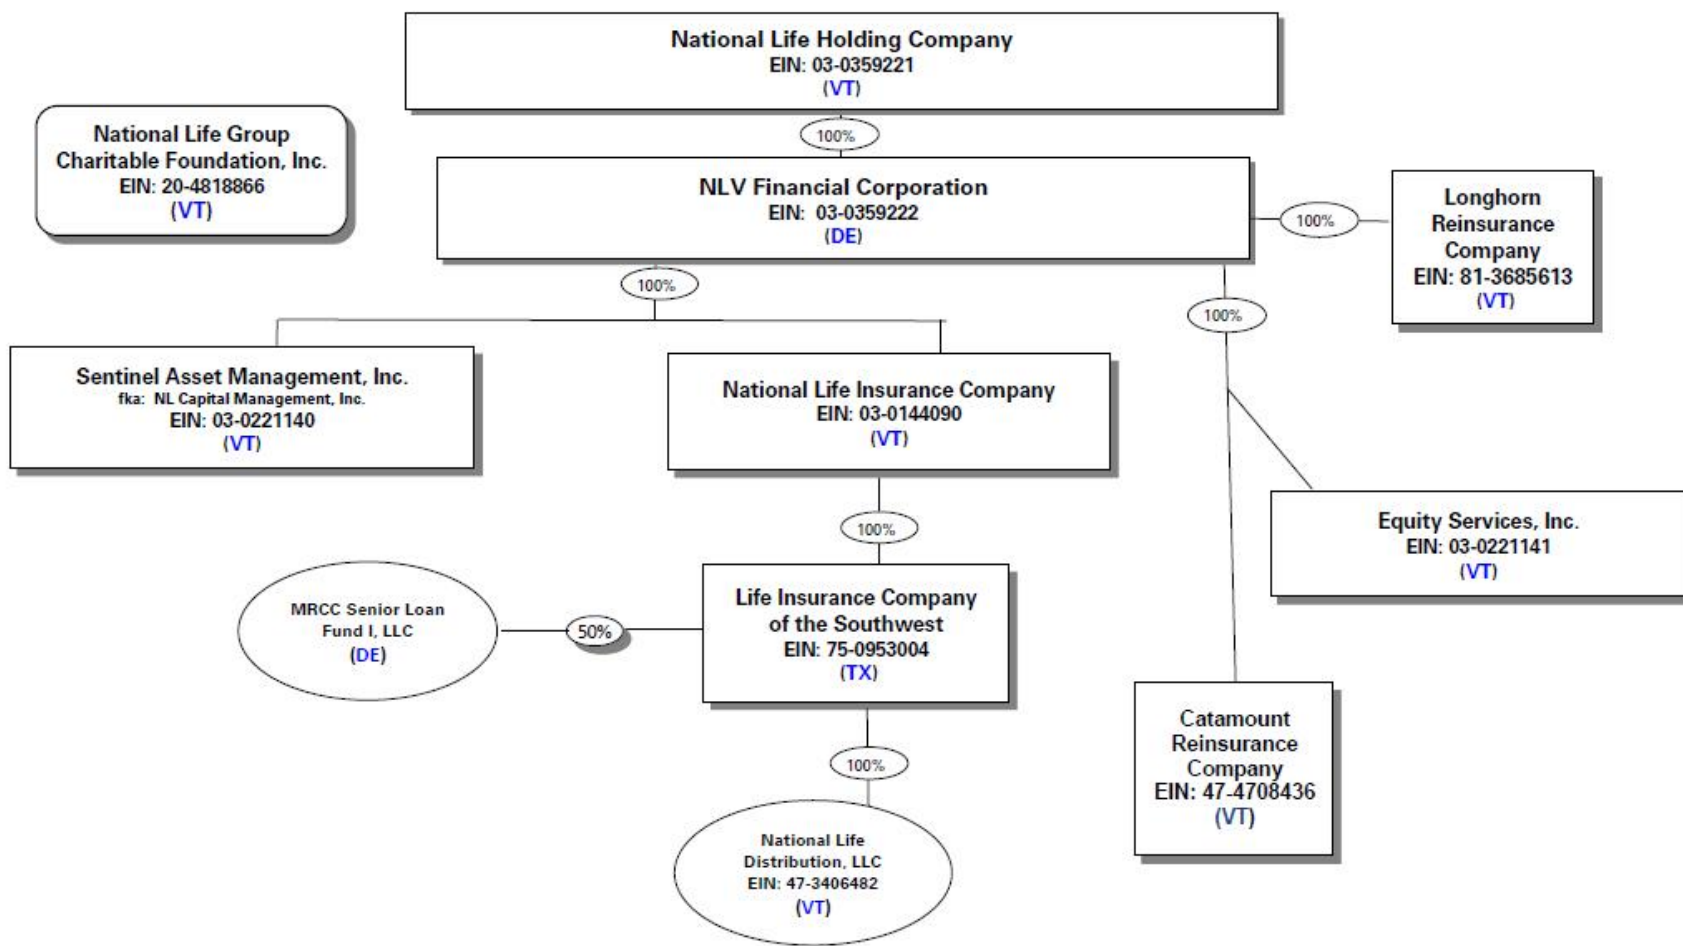 National Life Holding Company
EIN: 03-0359221
(VT)
National Life Group
Charitable Foundation, Inc.
EIN: 20-4818866
(VT)
100%
NLV Financial Corporation
EIN: 03-0359222
(DE)
100%
Longhorn
Reinsurance
Company
EIN: 81-3685613
(VT)
100%
100%
Sentinel Asset Management, Inc.
fka: NL Capital Management, Inc.
EIN: 03-0221140
(VT)
National Life Insurance Company
EIN: 03-0144090
(VT)
100%
Equity Services, Inc.
EIN: 03-0221141
(VT)
MRCC Senior Loan
Fund I, LLC
(DE)
50%
Life Insurance Company
of the Southwest
EIN: 75-0953004
(TX)
Catamount
Reinsurance
Company
EIN: 47-4708436
(VT)
100%
National Life
Distribution, LLC
EIN: 47-3406482
(VT)